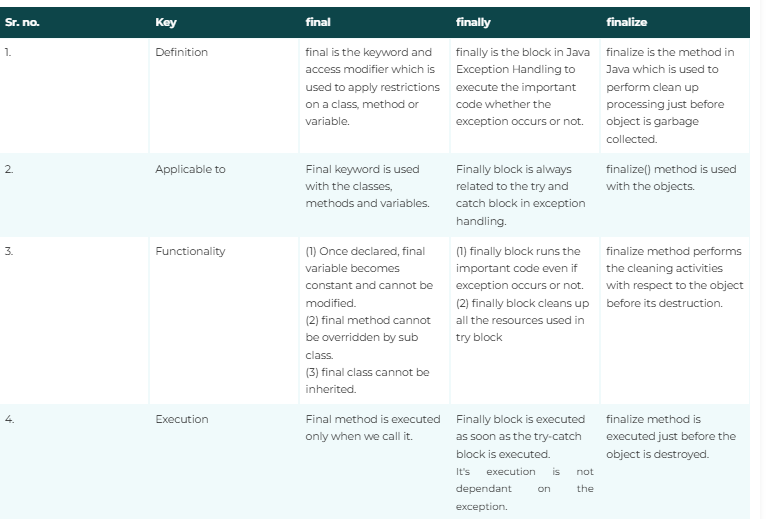 Sr. no. Key final finally finalize
1. Definition
final is the keyword and
access modifier which is
used to apply restrictions
on a class, method or
variable.
finally is the block in Java
Exception Handling to
execute the important
code whether the
exception occurs or not.
finalize is the method in
Java which is used to
perform clean up
processing just before
object is garbage
collected.
2. Applicable to
Final keyword is used
with the classes,
methods and variables.
Finally block is always
related to the try and
catch block in exception
handling.
finalize() method is used
with the objects.
3. Functionality
(1) Once declared, final
variable becomes
constant and cannot be
modified.
(2) final method cannot
be overridden by sub
class.
(3) final class cannot be
inherited.
(1) finally block runs the
important code even if
exception occurs or not.
(2) finally block cleans up
all the resources used in
try block
finalize method performs
the cleaning activities
with respect to the object
before its destruction.
4. Execution
Final method is executed
only when we call it.
Finally block is executed
as soon as the try-catch
block is executed.
It's execution is not
dependant on the
exception.
finalize method is
executed just before the
object is destroyed.